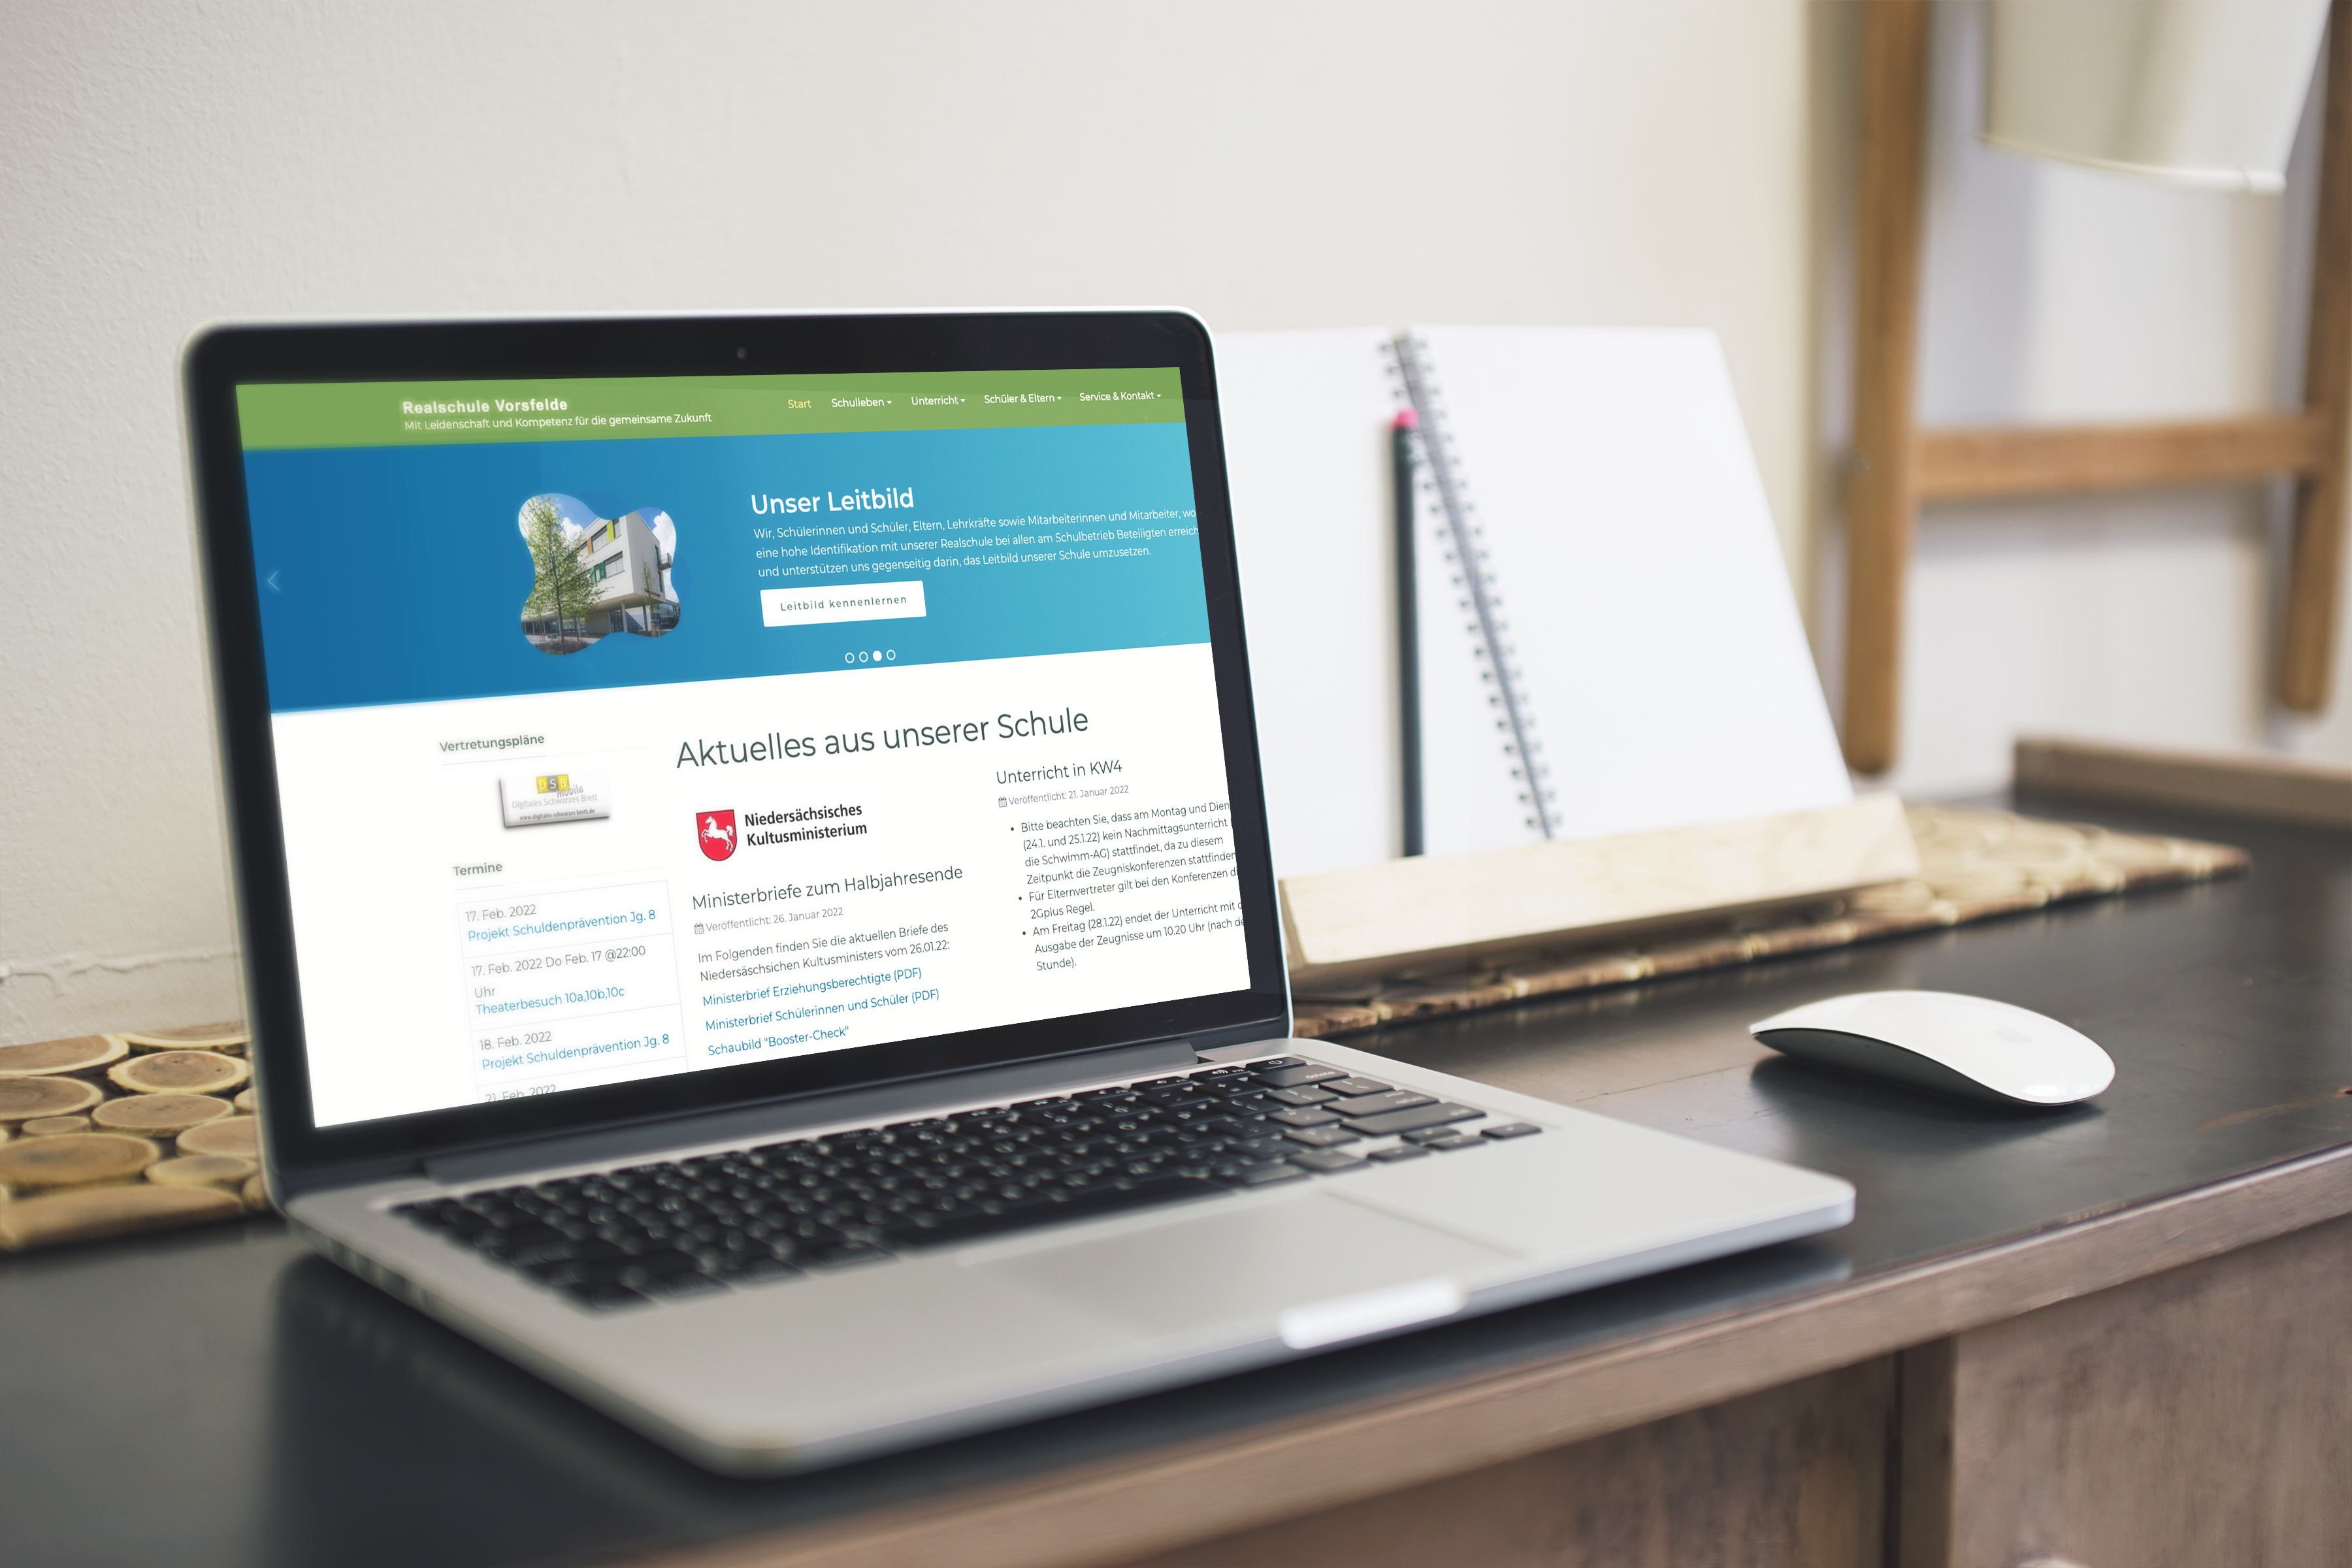 Realschule Vorsfelde
Mit Leidenschaft und Kompetenz für die gemeinsame Zukunft
Start Schulleben Unterricht Schüler & Eltern Service & Kontakt
Unser Leitbild
Wir, Schülerinnen und Schüler, Eltern, Lehrkräfte sowie Mitarbeiterinnen und Mitarbeiter, wo
eine hohe Identifikation mit unserer Realschule bei allen am Schulbetrieb Beteiligten erreich
und unterstützen uns gegenseitig darin, das Leitbild unserer Schule umzusetzen.
Leitbild kennenlernen
Vertretungspläne
DSB
mobile
Digitales Schwarzes Brett
www.digitales-schwarzes-brett.de
Termine
17. Feb. 2022
Projekt Schuldenprävention Jg. 8
17. Feb. 2022 Do Feb. 17 @22:00
Uhr
Theaterbesuch 10a,10b,10c
18. Feb. 2022
Projekt Schuldenprävention Jg. 8
21. Feb. 2022
Aktuelles aus unserer Schule
Niedersächsisches
Kultusministerium
Ministerbriefe zum Halbjahresende
Veröffentlicht: 26. Januar 2022
Im Folgenden finden Sie die aktuellen Briefe des
Niedersäschsichen Kultusministers vom 26.01.22:
Ministerbrief Erziehungsberechtigte (PDF)
Ministerbrief Schülerinnen und Schüler (PDF)
Schaubild "Booster-Check"
Unterricht in KW4
Veröffentlicht: 21. Januar 2022
• Bitte beachten Sie, dass am Montag und Dien
(24.1. und 25.1.22) kein Nachmittagsunterricht
die Schwimm-AG) stattfindet, da zu diesem
Zeitpunkt die Zeugniskonferenzen stattfinden
• Für Elternvertreter gilt bei den Konferenzen d
2Gplus Regel.
• Am Freitag (28.1.22) endet der Unterricht mit d
Ausgabe der Zeugnisse um 10.20 Uhr (nach de
Stunde).